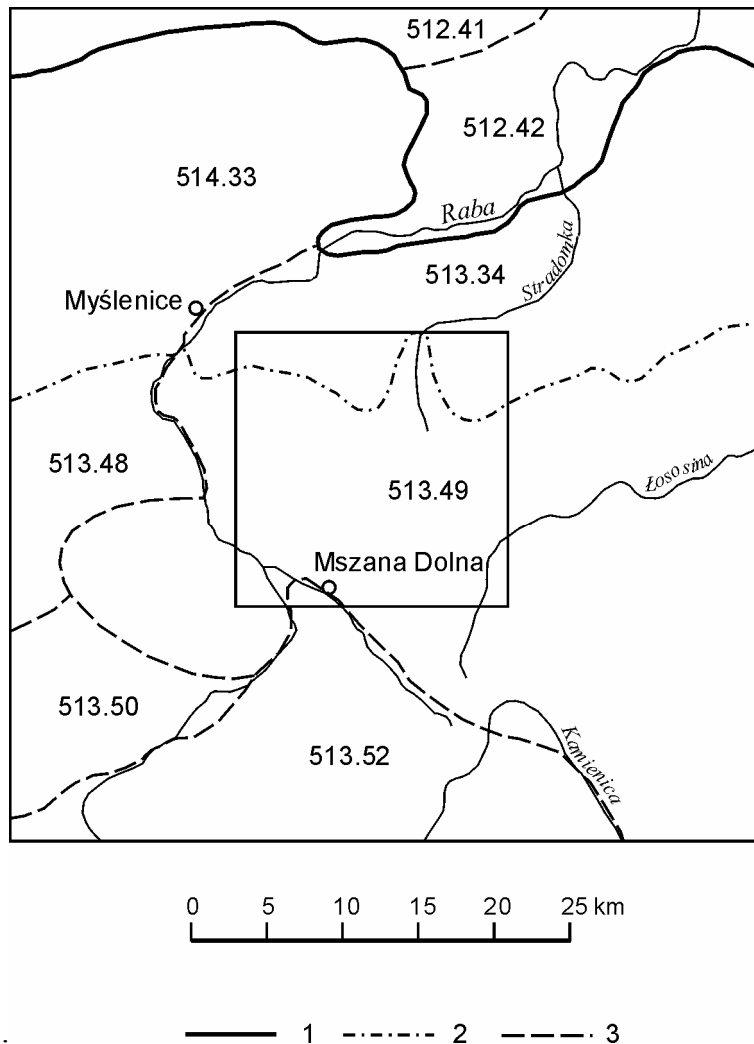 512.41
512.42
514.33
Raba
Stradomka
513.34
Myślenice
513.48
513.49
Łososina
Mszana Dolna
513.50
513.52
Kamienica
0 5 10 15 20 25 km
1 2 3